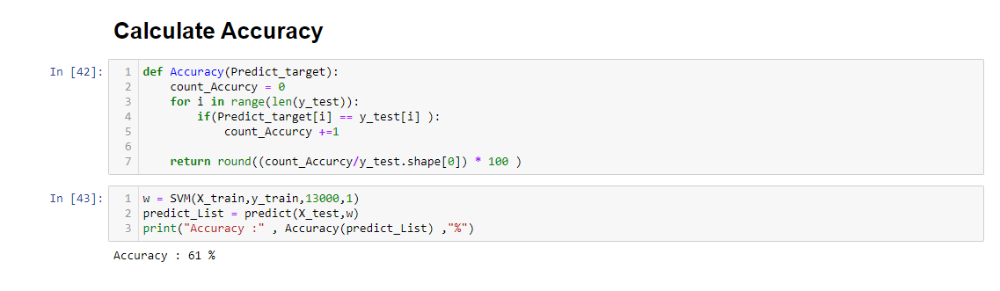 Calculate Accuracy
In [42]:
1 def Accuracy(Predict_target):
2     count_Accurcy = 0
3     for i in range(len(y_test)):
4         if(Predict_target[i] == y_test[i] ):
5             count_Accurcy +=1
6
7     return round((count_Accurcy/y_test.shape[0]) * 100 )
In [43]:
1 w = SVM(X_train,y_train,13000,1)
2 predict_List = predict(X_test,w)
3 print("Accuracy :" , Accuracy(predict_List) ,"%")
Accuracy : 61 %